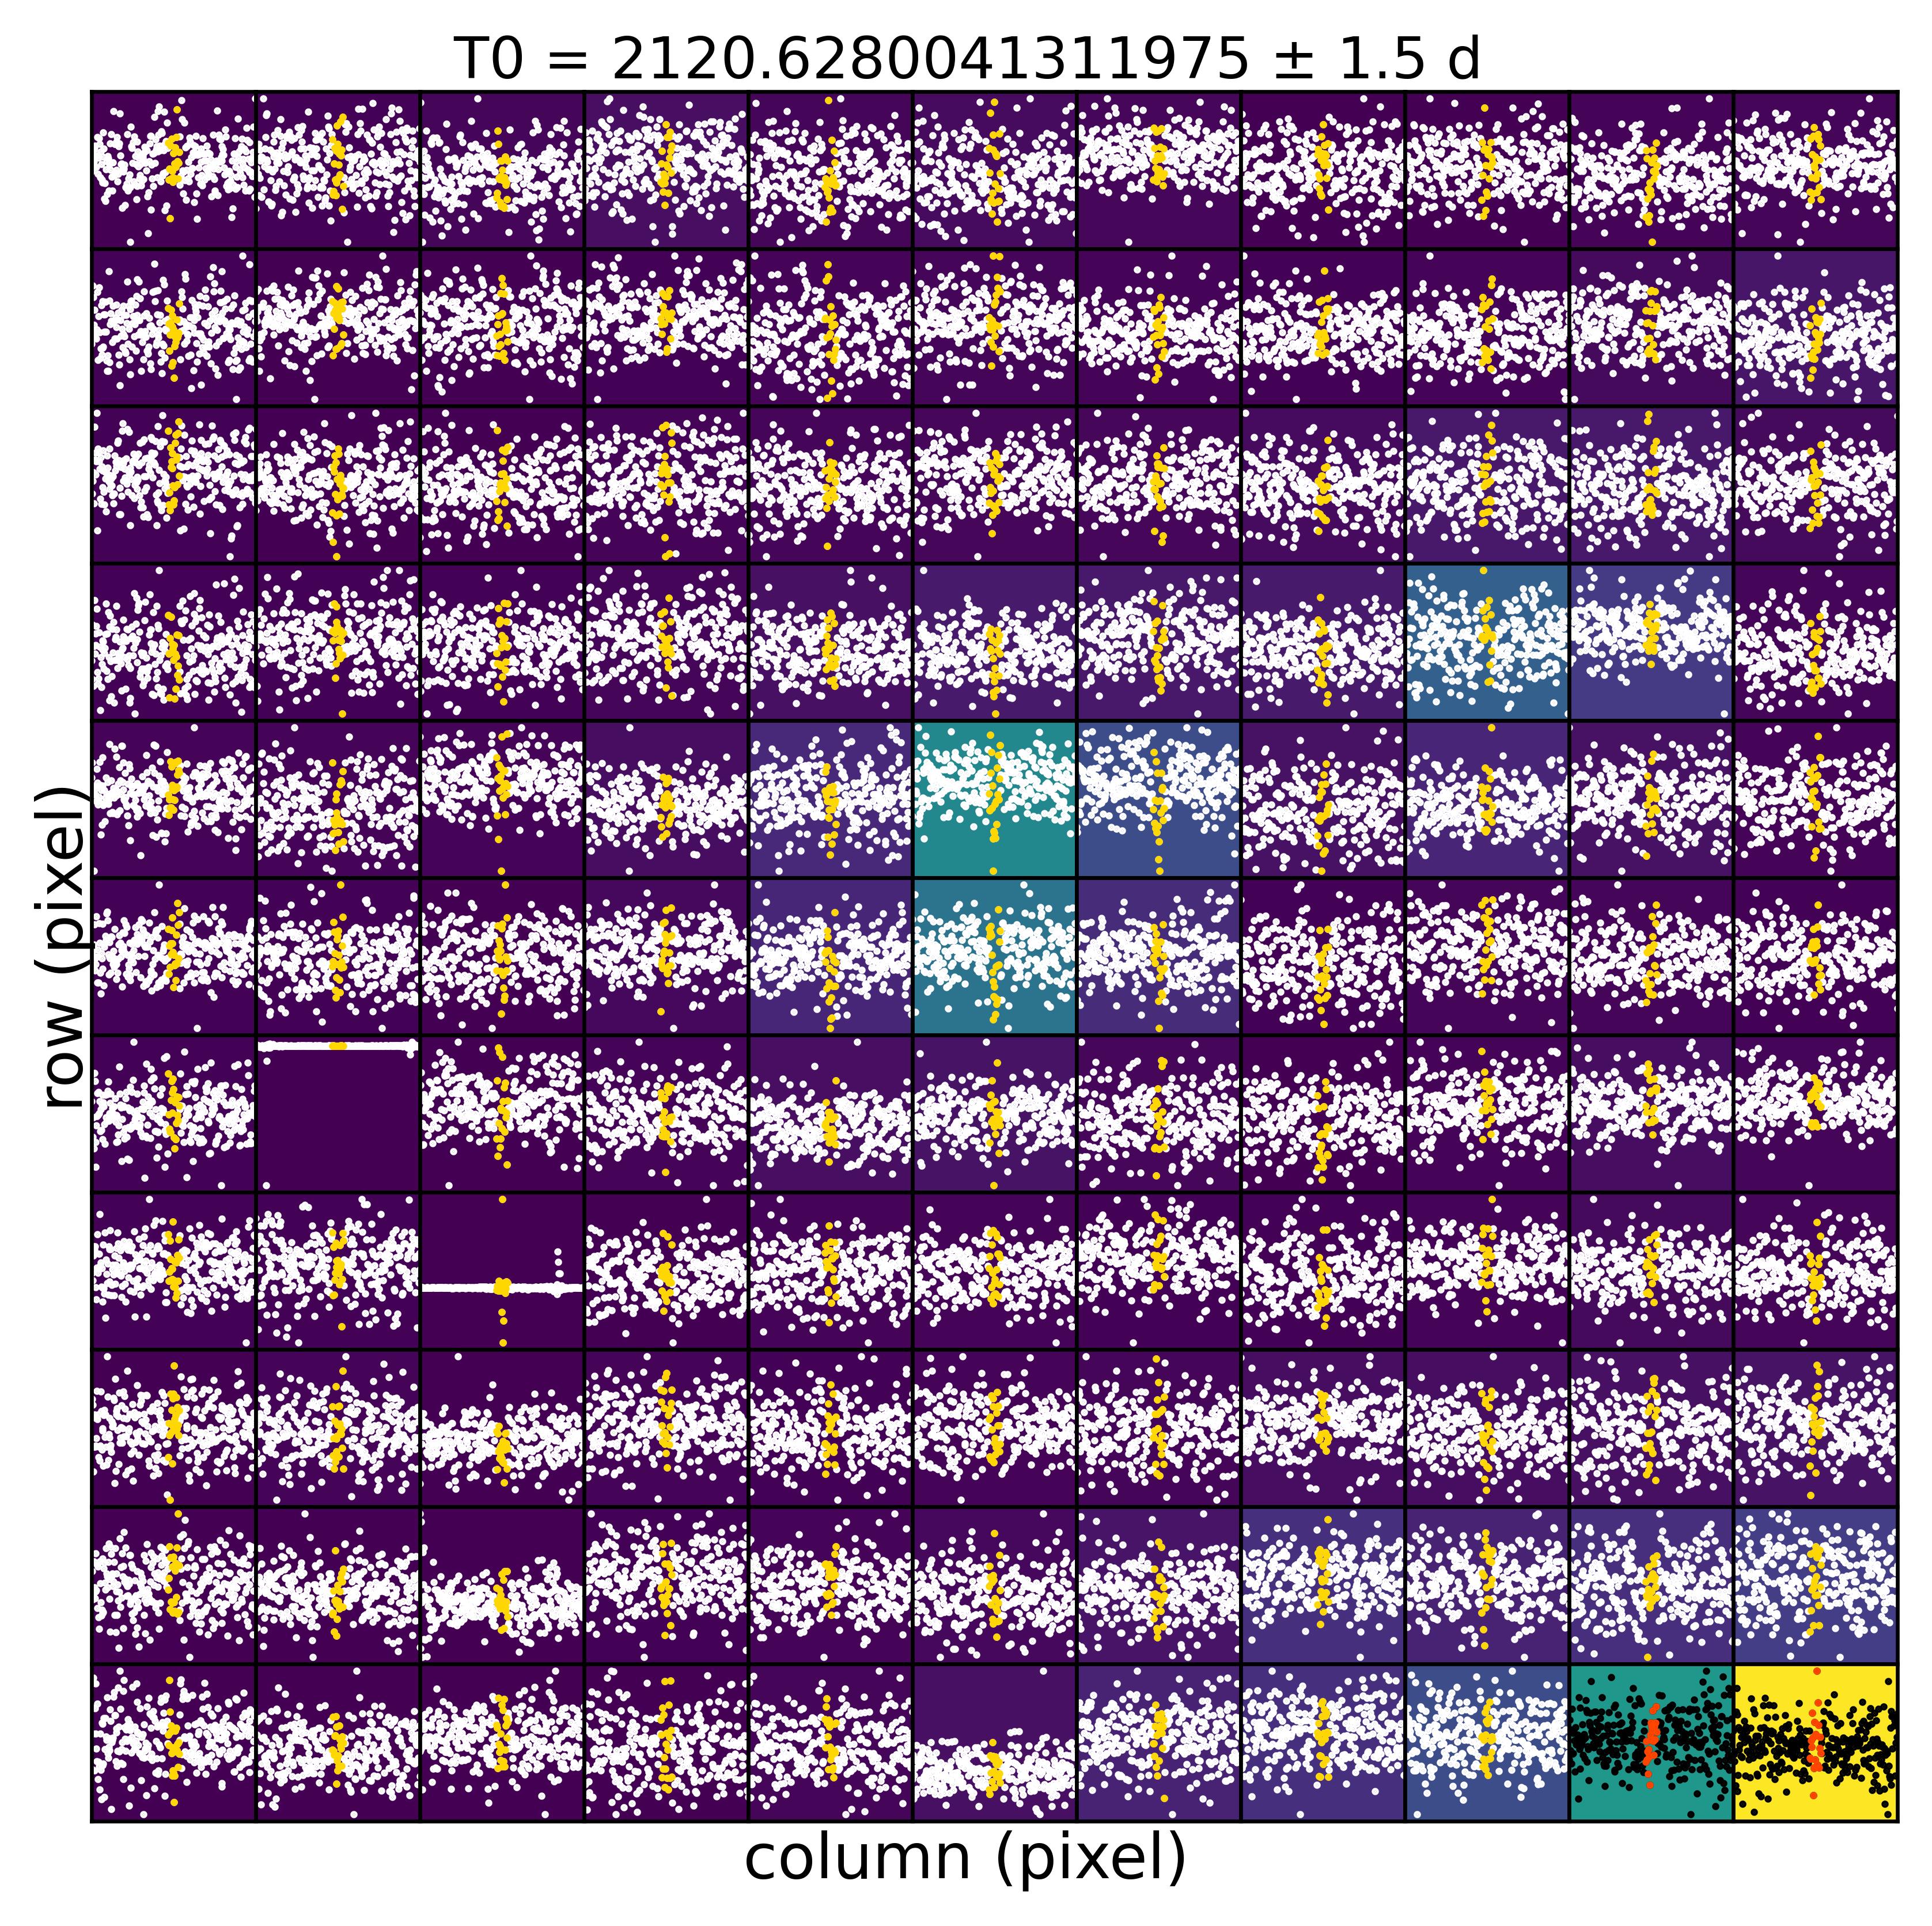 T0 = 2120.6280041311975 ± 1.5 d
row (pixel)
column (pixel)